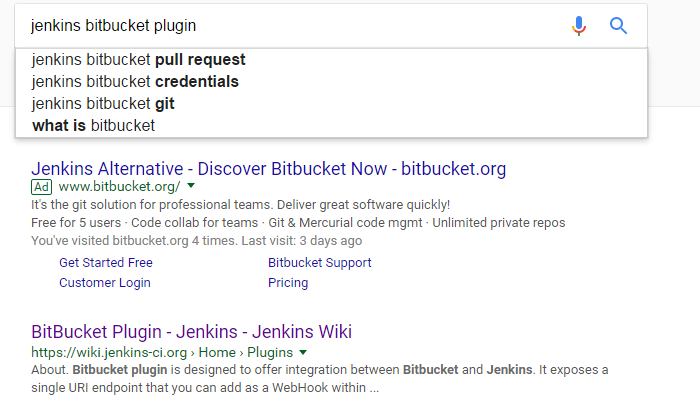 jenkins bitbucket plugin
jenkins bitbucket pull request
jenkins bitbucket credentials
jenkins bitbucket git
what is bitbucket
Jenkins Alternative - Discover Bitbucket Now - bitbucket.org
Ad www.bitbucket.org/
It's the git solution for professional teams. Deliver great software quickly!
Free for 5 users · Code collab for teams · Git & Mercurial code mgmt · Unlimited private repos
You've visited bitbucket.org 4 times. Last visit: 3 days ago
Get Started Free Bitbucket Support
Customer Login Pricing
BitBucket Plugin - Jenkins - Jenkins Wiki
https://wiki.jenkins-ci.org › Home › Plugins
About. Bitbucket plugin is designed to offer integration between Bitbucket and Jenkins. It exposes a
single URI endpoint that you can add as a WebHook within ...